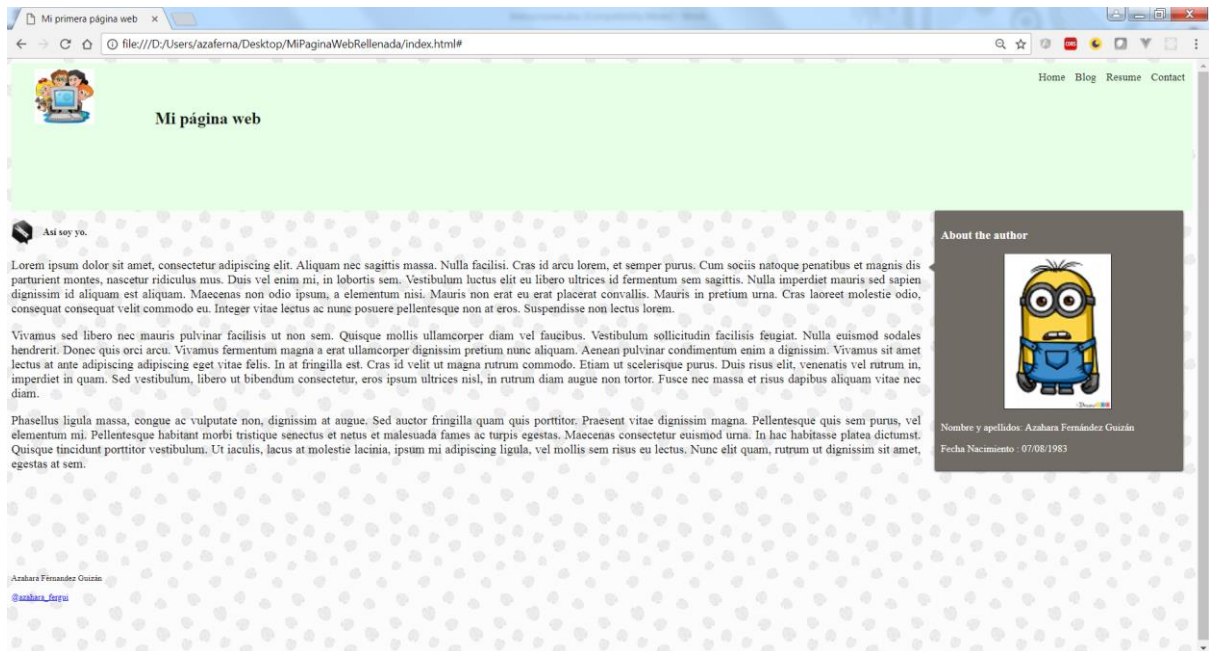 Mi primera página web
file:///D:/Users/azaferna/Desktop/MiPaginaWebRellenada/index.html#
Home Blog Resume Contact
Mi página web
Así soy yo.
Lorem ipsum dolor sit amet, consectetur adipiscing elit. Aliquam nec sagittis massa. Nulla facilisi. Cras id arcu lorem, et semper purus. Cum sociis natoque penatibus et magnis dis
parturient montes, nascetur ridiculus mus. Duis vel enim mi, in lobortis sem. Vestibulum luctus elit eu libero ultrices id fermentum sem sagittis. Nulla imperdiet mauris sed sapien
dignissim id aliquam est aliquam. Maecenas non odio ipsum, a elementum nisi. Mauris non erat eu erat placerat convallis. Mauris in pretium urna. Cras laoreet molestie odio,
consequat consequat velit commodo eu. Integer vitae lectus ac nunc posuere pellentesque non at eros. Suspendisse non lectus lorem.
Vivamus sed libero nec mauris pulvinar facilisis ut non sem. Quisque mollis ullamcorper diam vel faucibus. Vestibulum sollicitudin facilisis feugiat. Nulla euismod sodales
hendrerit. Donec quis orci arcu. Vivamus fermentum magna a erat ullamcorper dignissim pretium nunc aliquam. Aenean pulvinar condimentum enim a dignissim. Vivamus sit amet
lectus at ante adipiscing adipiscing eget vitae felis. In at fringilla est. Cras id velit ut magna rutrum commodo. Etiam ut scelerisque purus. Duis risus elit, venenatis vel rutrum in,
imperdiet in quam. Sed vestibulum, libero ut bibendum consectetur, eros ipsum ultrices nisl, in rutrum diam augue non tortor. Fusce nec massa et risus dapibus aliquam vitae nec
diam.
Phasellus ligula massa, congue ac vulputate non, dignissim at augue. Sed auctor fringilla quam quis porttitor. Praesent vitae dignissim magna. Pellentesque quis sem purus, vel
elementum mi. Pellentesque habitant morbi tristique senectus et netus et malesuada fames ac turpis egestas. Maecenas consectetur euismod urna. In hac habitasse platea dictumst.
Quisque tincidunt porttitor vestibulum. Ut iaculis, lacus at molestie lacinia, ipsum mi adipiscing ligula, vel mollis sem risus eu lectus. Nunc elit quam, rutrum ut dignissim sit amet,
egestas at sem.
About the author
Nombre y apellidos: Azahara Fernández Guizán
Fecha Nacimiento : 07/08/1983
Azahara Fernandez Guizán
@azahara_fergui